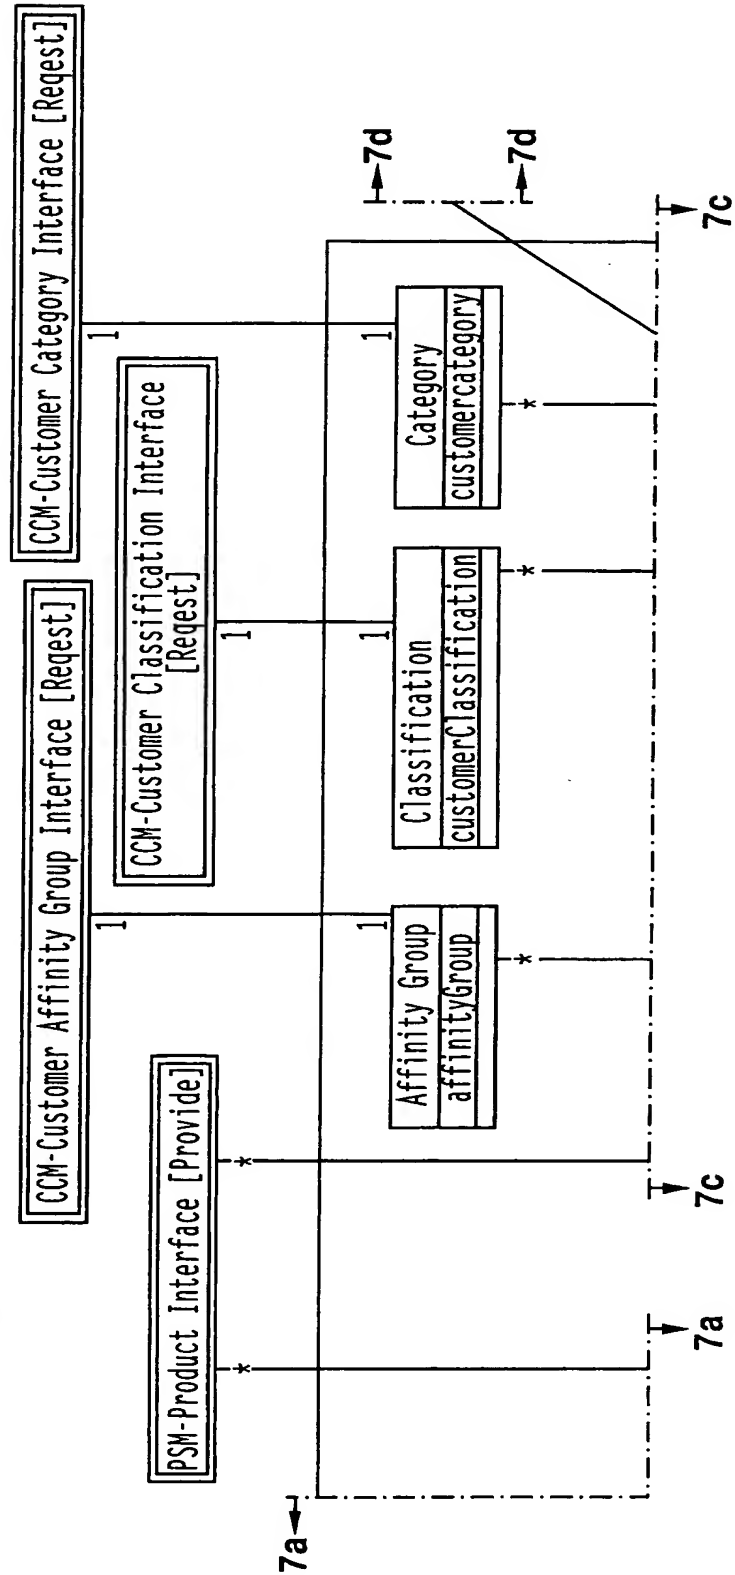 CCM-Customer Affinity Group Interface [Reqest]
CCM-Customer Category Interface [Reqest]
PSM-Product Interface [Provide]
CCM-Customer Classification Interface
[Reqest]
*
*
1
1
1
7a
1
1
1
7d
7d
Affinity Group
affinityGroup
Classification
customerClassification
Category
customercategory
*
*
*
7a
7c
7c